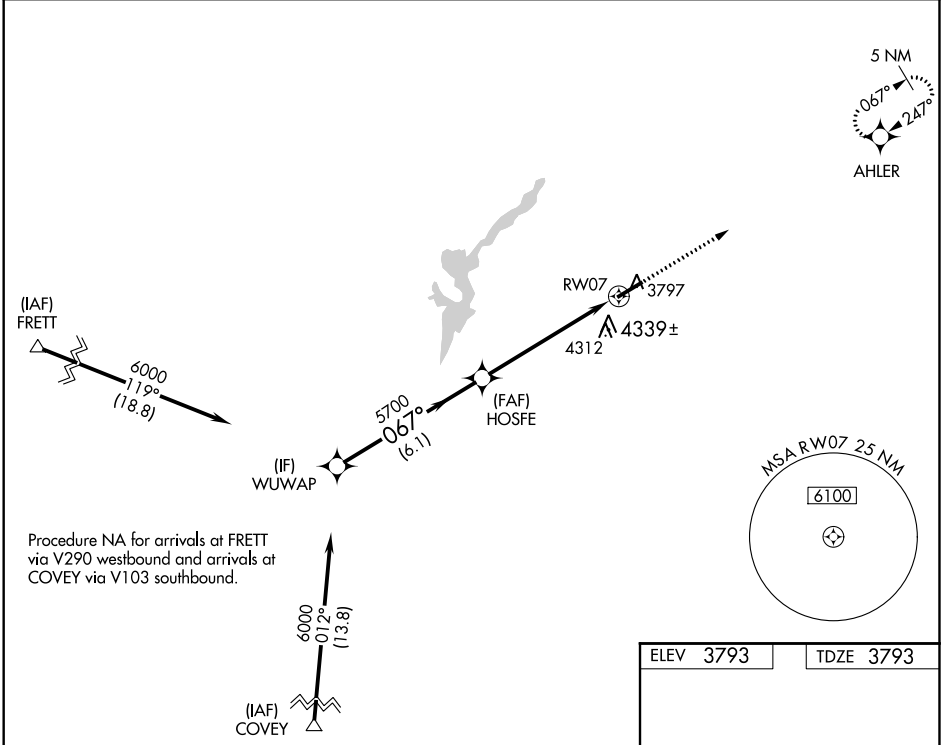 5 NM
067°
247°
AHLER
RW07
3797
4312
4339±
(IAF)
FRETT
6000
119°
(18.8)
(FAF)
HOSFE
5700
067°
(6.1)
(IF)
WUWAP
MSA RW07 25 NM
6100
Procedure NA for arrivals at FRETT
via V290 westbound and arrivals at
COVEY via V103 southbound.
6000
012°
(13.8)
(IAF)
COVEY
ELEV 3793
TDZE 3793